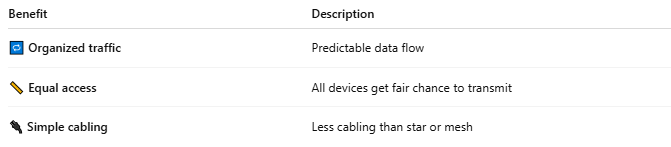 Benefit Description
Organized traffic Predictable data flow
Equal access All devices get fair chance to transmit
Simple cabling Less cabling than star or mesh